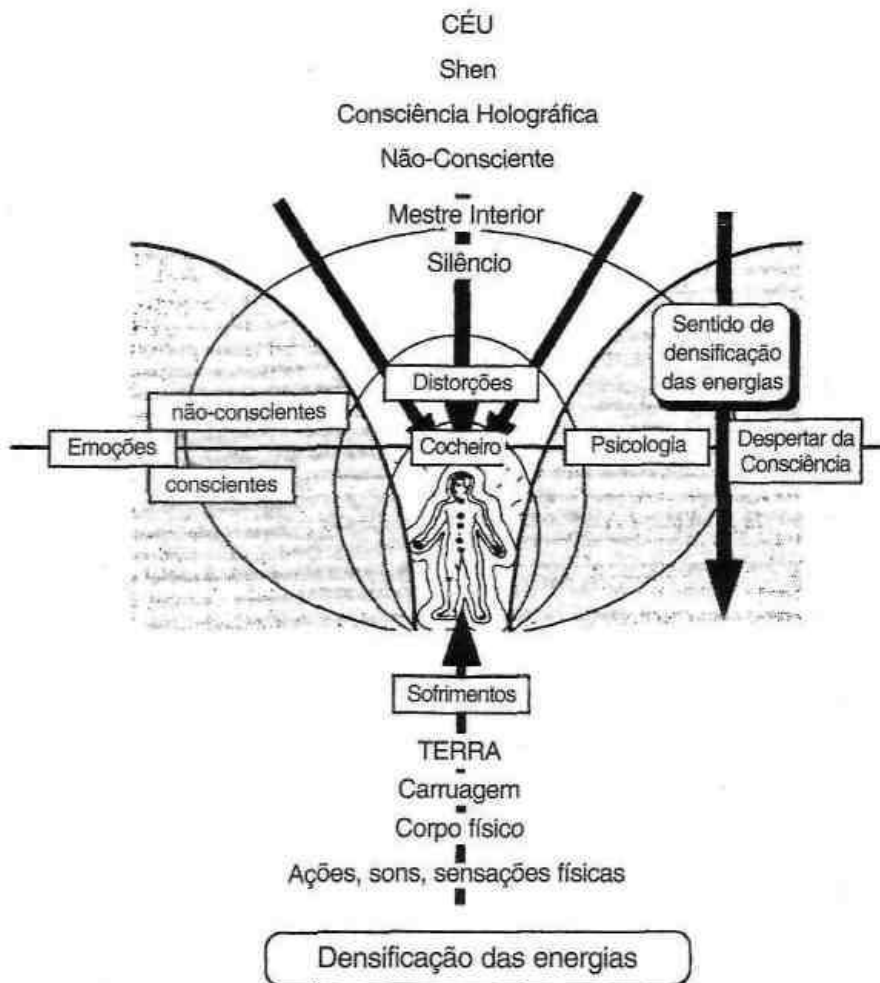 CÉU
Shen
Consciência Holográfica
Não-Consciente
Mestre Interior
Silêncio
Sentido de
densificação
das energias
Distorções
não-conscientes
Emoções
Cocheiro
Psicologia
Despertar da
Consciência
conscientes
Sofrimentos
TERRA
Carruagem
Corpo físico
Ações, sons, sensações físicas
Densificação das energias